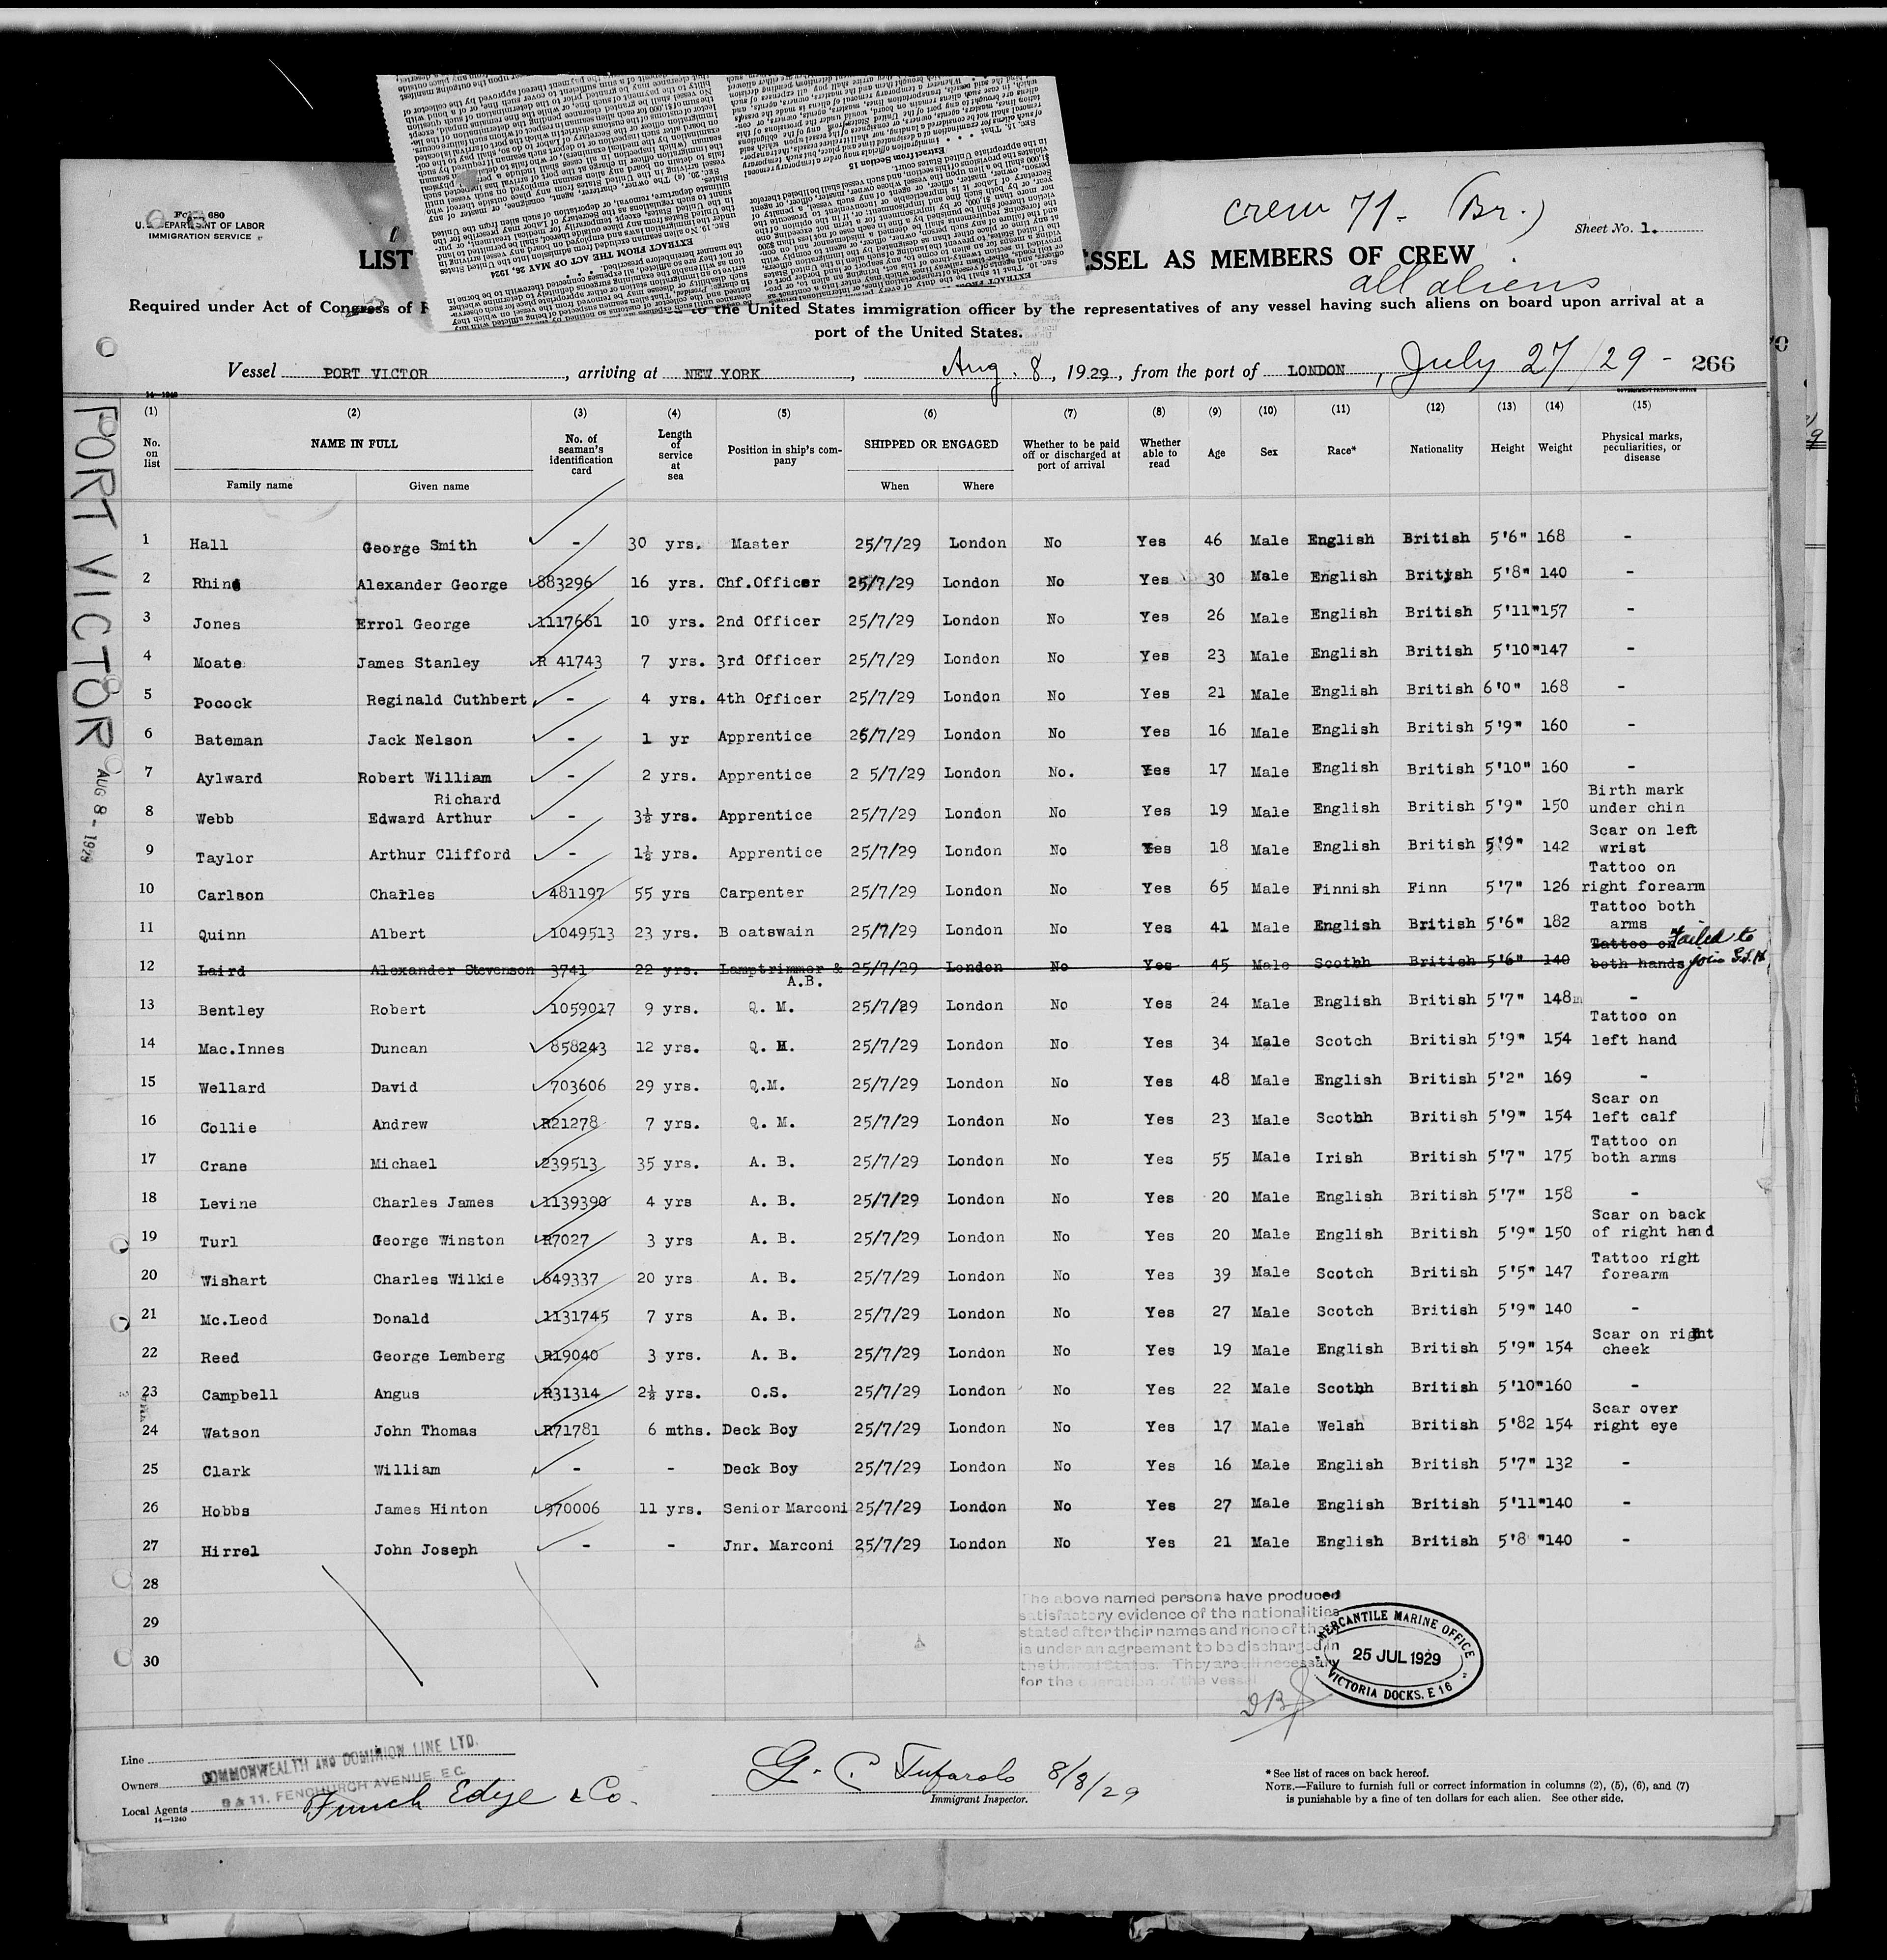 Form 680
U. S. DEPARTMENT OF LABOR
IMMIGRATION SERVICE
crew 71- (Br.)
Sheet No. 1.
LIST
ESSEL AS MEMBERS OF CREW
all aliens
Required under Act of Congress of F to the United States immigration officer by the representatives of any vessel having such aliens on board upon arrival at a
port of the United States.
Vessel PORT VICTOR, arriving at NEW YORK, Aug. 8, 1929, from the port of LONDON, July 27/29 - 266
14-1240
GOVERNMENT PRINTING OFFICE
PORT VICTOR
AUG 8 - 1929
(1) (2) (3) (4) (5) (6) (7) (8) (9) (10) (11) (12) (13) (14) (15)
No. on list
NAME IN FULL
Family name
Given name
No. of seaman's identification card
Length of service at sea
Position in ship's company
SHIPPED OR ENGAGED
When
Where
Whether to be paid off or discharged at port of arrival
Whether able to read
Age
Sex
Race*
Nationality
Height
Weight
Physical marks, peculiarities, or disease
1 Hall George Smith - 30 yrs. Master 25/7/29 London No Yes 46 Male English British 5'6" 168 -
2 Rhind Alexander George 883296 16 yrs. Chf.Officer 25/7/29 London No Yes 30 Male English British 5'8" 140 -
3 Jones Errol George 1117661 10 yrs. 2nd Officer 25/7/29 London No Yes 26 Male English British 5'11" 157 -
4 Moate James Stanley R 41743 7 yrs. 3rd Officer 25/7/29 London No Yes 23 Male English British 5'10" 147 -
5 Pocock Reginald Cuthbert - 4 yrs. 4th Officer 25/7/29 London No Yes 21 Male English British 6'0" 168 -
6 Bateman Jack Nelson - 1 yr Apprentice 25/7/29 London No Yes 16 Male English British 5'9" 160 -
7 Aylward Robert William - 2 yrs. Apprentice 2 5/7/29 London No. Yes 17 Male English British 5'10" 160 -
8 Webb Richard Edward Arthur - 3½ yrs. Apprentice 25/7/29 London No Yes 19 Male English British 5'9" 150 Birth mark under chin
9 Taylor Arthur Clifford - 1½ yrs. Apprentice 25/7/29 London No Yes 18 Male English British 5'9" 142 Scar on left wrist
10 Carlson Charles 481197 55 yrs Carpenter 25/7/29 London No Yes 65 Male Finnish Finn 5'7" 126 Tattoo on right forearm
11 Quinn Albert 1049513 23 yrs. B oatswain 25/7/29 London No Yes 41 Male English British 5'6" 182 Tattoo both arms
12 Laird Alexander Stevenson 3741 22 yrs. Lamptrimmer & A.B. 25/7/29 London No Yes 45 Male Scothh British 5'6" 140 Tattoo on both hands Failed to join
13 Bentley Robert 1059017 9 yrs. Q. M. 25/7/29 London No Yes 24 Male English British 5'7" 148 -
14 Mac.Innes Duncan 858243 12 yrs. Q. M. 25/7/29 London No Yes 34 Male Scotch British 5'9" 154 Tattoo on left hand
15 Wellard David 703606 29 yrs. Q.M. 25/7/29 London No Yes 48 Male English British 5'2" 169 -
16 Collie Andrew R21278 7 yrs. Q. M. 25/7/29 London No Yes 23 Male Scothh British 5'9" 154 Scar on left calf
17 Crane Michael 239513 35 yrs. A. B. 25/7/29 London No Yes 55 Male Irish British 5'7" 175 Tattoo on both arms
18 Levine Charles James 1139390 4 yrs A. B. 25/7/29 London No Yes 20 Male English British 5'7" 158 -
19 Turl George Winston R7027 3 yrs A. B. 25/7/29 London No Yes 20 Male English British 5'9" 150 Scar on back of right hand
20 Wishart Charles Wilkie 649337 20 yrs A. B. 25/7/29 London No Yes 39 Male Scotch British 5'5" 147 Tattoo right forearm
21 Mc.Leod Donald 1131745 7 yrs A. B. 25/7/29 London No Yes 27 Male Scotch British 5'9" 140 -
22 Reed George Lemberg R19040 3 yrs. A. B. 25/7/29 London No Yes 19 Male English British 5'9" 154 Scar on right cheek
23 Campbell Angus R31314 2½ yrs. O.S. 25/7/29 London No Yes 22 Male Scothh British 5'10" 160 -
24 Watson John Thomas R71781 6 mths. Deck Boy 25/7/29 London No Yes 17 Male Welsh British 5'82 154 Scar over right eye
25 Clark William - - Deck Boy 25/7/29 London No Yes 16 Male English British 5'7" 132 -
26 Hobbs James Hinton 970006 11 yrs. Senior Marconi 25/7/29 London No Yes 27 Male English British 5'11" 140 -
27 Hirrel John Joseph - - Jnr. Marconi 25/7/29 London No Yes 21 Male English British 5'8 " 140 -
28
29
30
The above named persons have produced
satisfactory evidence of the nationalities
stated after their names and none of them
is under an agreement to be discharged in
the United States. They are all necessary
for the operation of the vessel
MERCANTILE MARINE OFFICE
25 JUL 1929
VICTORIA DOCKS, E 16
Line
COMMONWEALTH AND DOMINION LINE LTD.
Owners
9 & 11, FENCHURCH AVENUE, E.C.
Local Agents Funch Edye & Co.
14-1240
G. C. Tufarolo 8/8/29
Immigrant Inspector.
* See list of races on back hereof.
NOTE.—Failure to furnish full or correct information in columns (2), (5), (6), and (7)
is punishable by a fine of ten dollars for each alien. See other side.